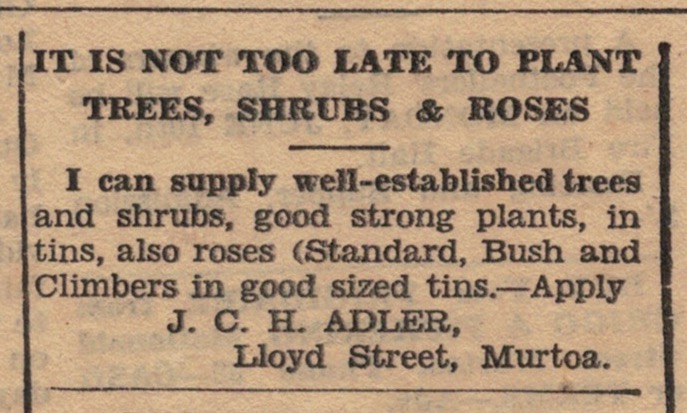 IT IS NOT TOO LATE TO PLANT
TREES, SHRUBS & ROSES
I can supply well-established trees
and shrubs, good strong plants, in
tins, also roses (Standard, Bush and
Climbers in good sized tins.—Apply
J. C. H. ADLER,
Lloyd Street, Murtoa.